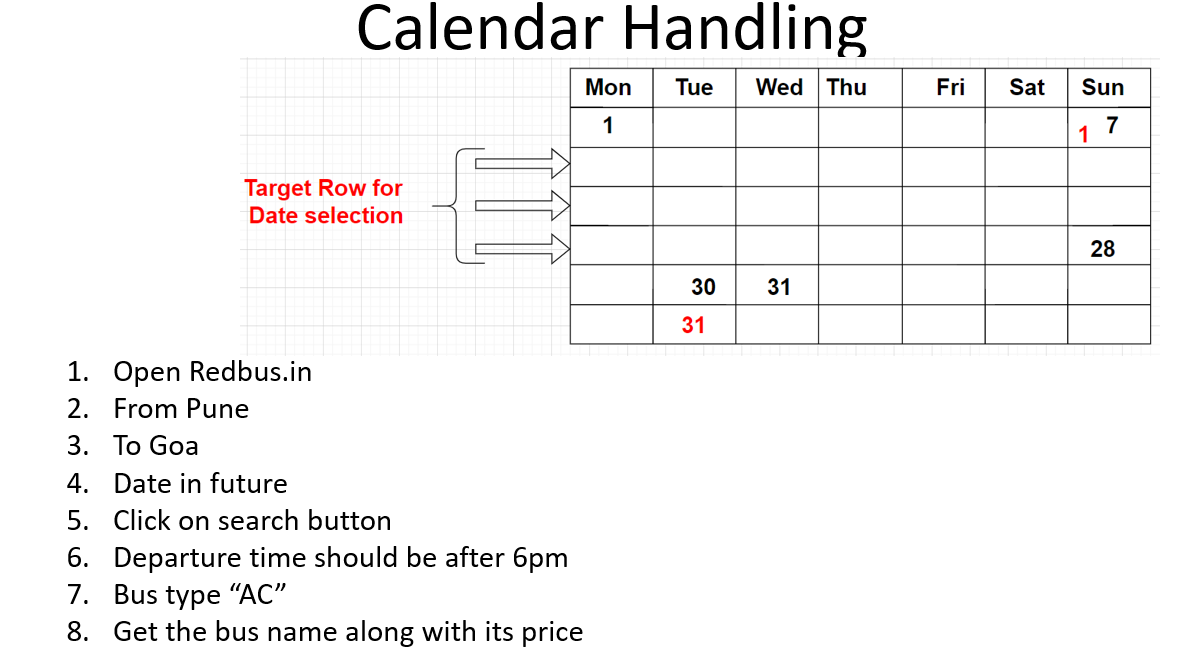 Calendar Handling
Mon Tue Wed Thu Fri Sat Sun
1 1 7
Target Row for
Date selection
28
30 31
31
1. Open Redbus.in
2. From Pune
3. To Goa
4. Date in future
5. Click on search button
6. Departure time should be after 6pm
7. Bus type “AC”
8. Get the bus name along with its price